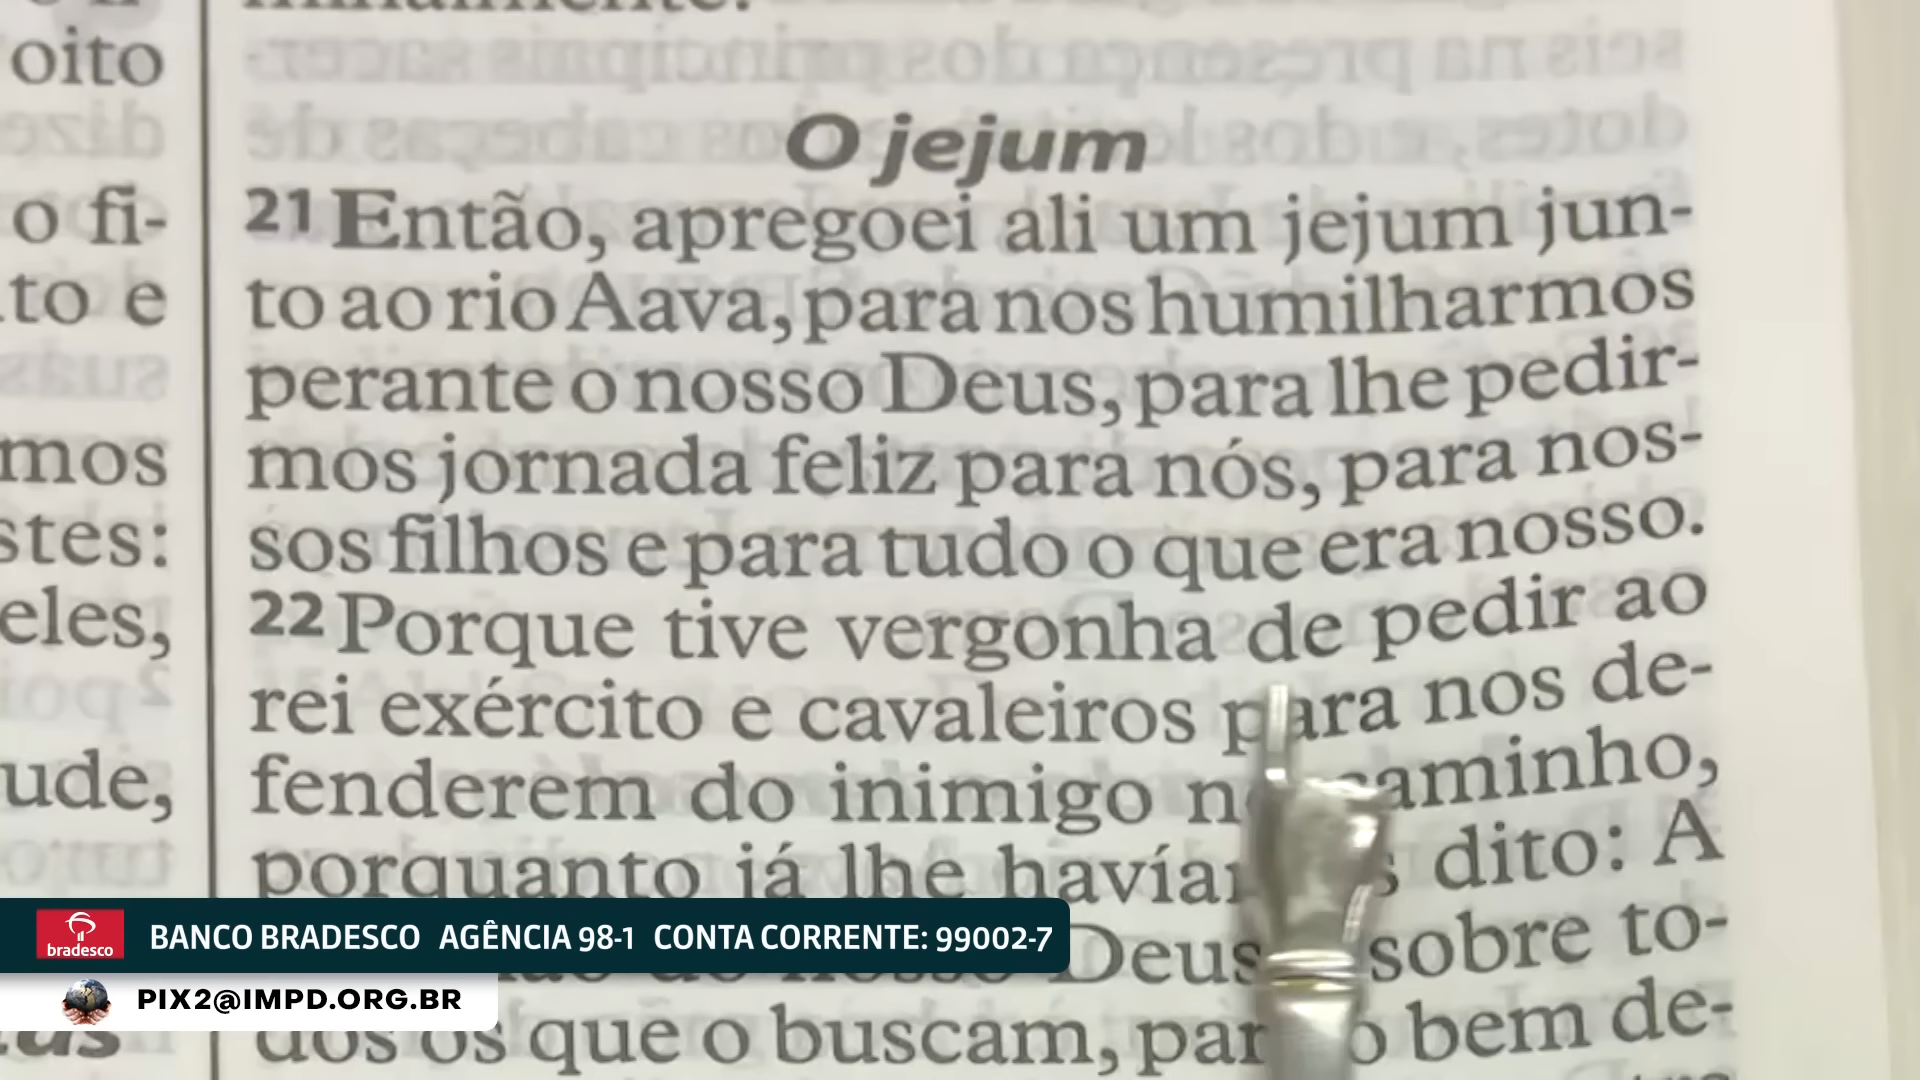 oito
o fi-
to e
mos
stes:
eles,
ude,
O jejum
21 Então, apregoei ali um jejum jun-
to ao rio Aava, para nos humilharmos
perante o nosso Deus, para lhe pedir-
mos jornada feliz para nós, para nos-
sos filhos e para tudo o que era nosso.
22 Porque tive vergonha de pedir ao
rei exército e cavaleiros para nos de-
fenderem do inimigo no caminho,
porquanto já lhe havíamos dito: A
Deus sobre to-
dos os que o buscam, para o bem de-
bradesco
BANCO BRADESCO AGÊNCIA 98-1 CONTA CORRENTE: 99002-7
PIX2@IMPD.ORG.BR